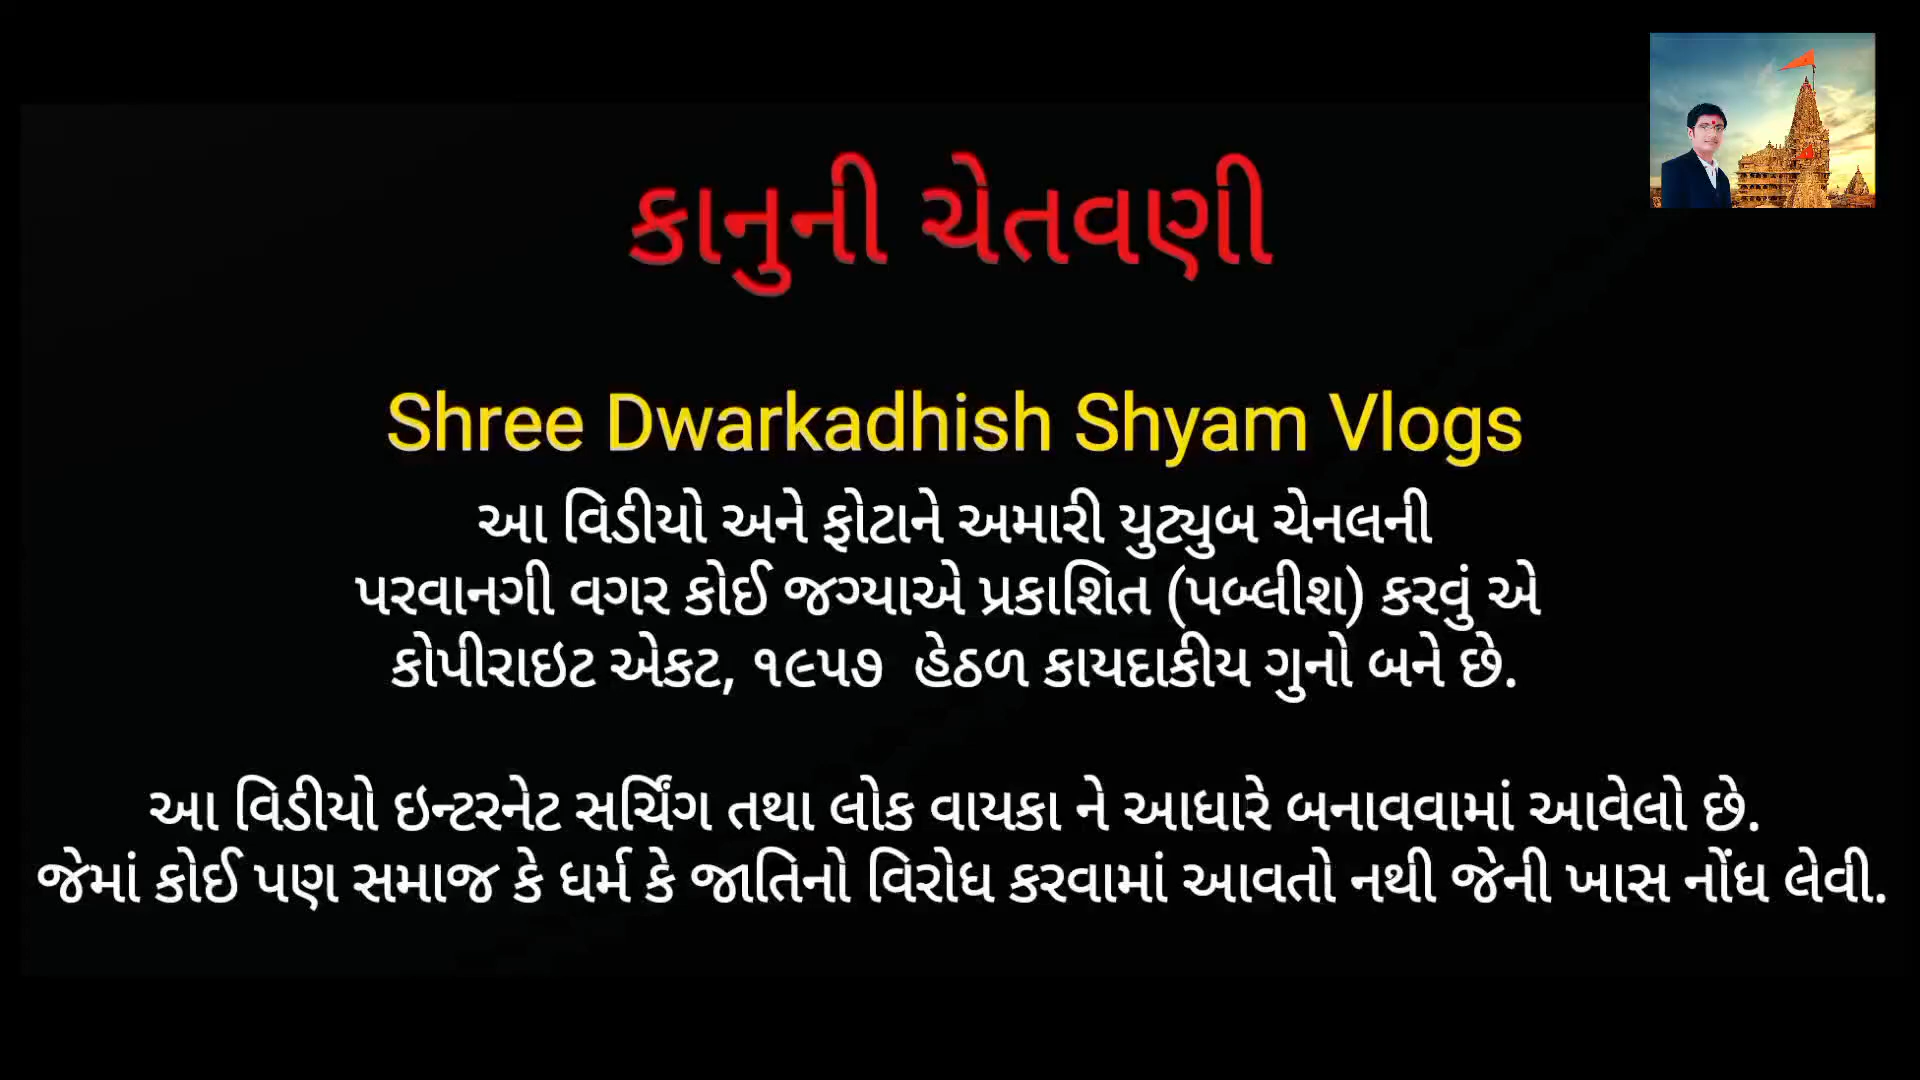 કાનુની ચેતવણી
Shree Dwarkadhish Shyam Vlogs
આ વિડીયો અને ફોટાને અમારી યુટ્યુબ ચેનલની
પરવાનગી વગર કોઈ જગ્યાએ પ્રકાશિત (પબ્લીશ) કરવું એ
કોપીરાઇટ એકટ, ૧૯૫૭ હેઠળ કાયદાકીય ગુનો બને છે.
આ વિડીયો ઇન્ટરનેટ સર્ચિંગ તથા લોક વાયકા ને આધારે બનાવવામાં આવેલો છે.
જેમાં કોઈ પણ સમાજ કે ધર્મ કે જાતિનો વિરોધ કરવામાં આવતો નથી જેની ખાસ નોંધ લેવી.